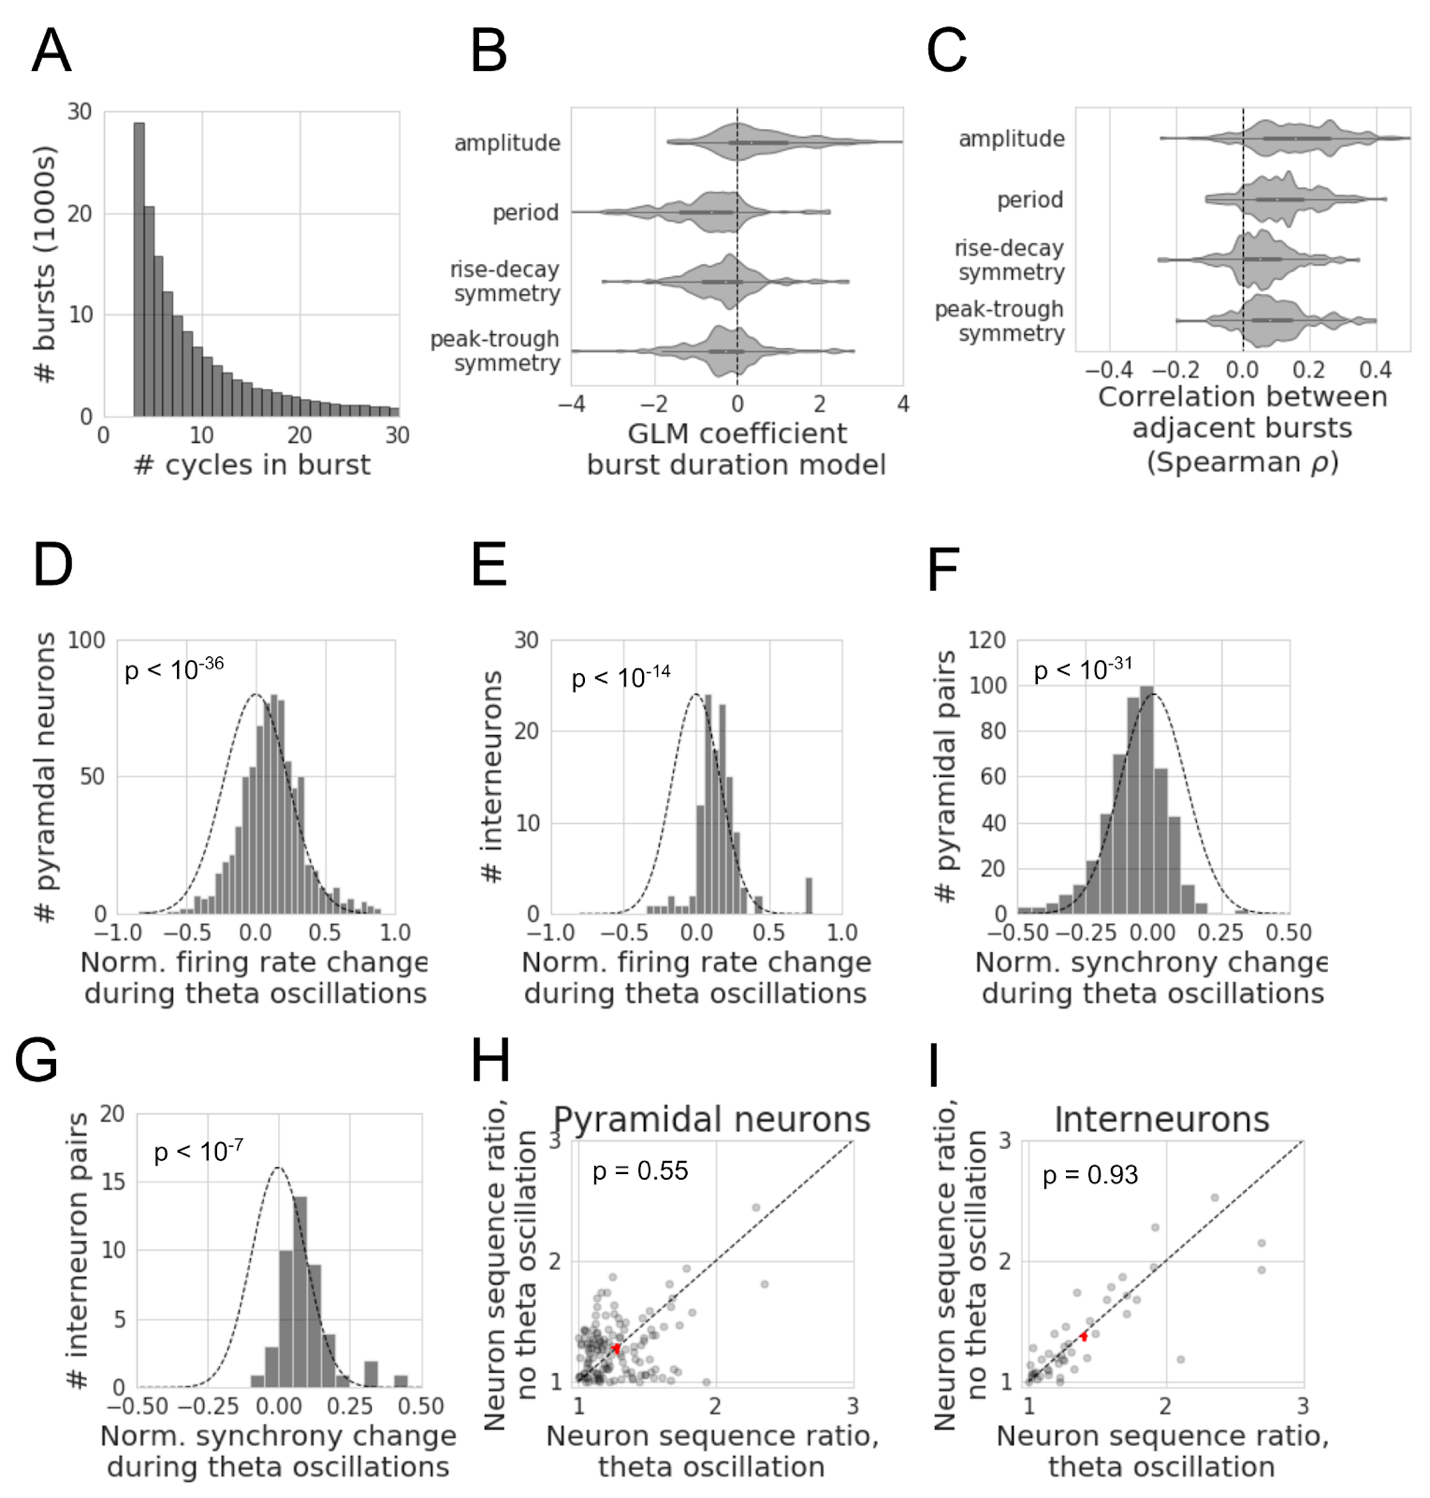 A
30
20
10
0
0
10
20
30
# bursts (1000s)
# cycles in burst
B
amplitude
period
rise-decay
symmetry
peak-trough
symmetry
−4
−2
0
2
4
GLM coefficient
burst duration model
C
amplitude
period
rise-decay
symmetry
peak-trough
symmetry
−0.4
−0.2
0.0
0.2
0.4
Correlation between
adjacent bursts
(Spearman ρ)
D
p < 10-36
100
50
0
−1.0
−0.5
0.0
0.5
1.0
# pyramdal neurons
Norm. firing rate change
during theta oscillations
E
p < 10-14
30
20
10
0
−1.0
−0.5
0.0
0.5
1.0
# interneurons
Norm. firing rate change
during theta oscillations
F
p < 10-31
120
100
80
60
40
20
0
−0.50
−0.25
0.00
0.25
0.50
# pyramidal pairs
Norm. synchrony change
during theta oscillations
G
p < 10-7
20
15
10
5
0
−0.50
−0.25
0.00
0.25
0.50
# interneuron pairs
Norm. synchrony change
during theta oscillations
H
Pyramidal neurons
p = 0.55
3
2
1
1
2
3
Neuron sequence ratio,
no theta oscillation
Neuron sequence ratio,
theta oscillation
I
Interneurons
p = 0.93
3
2
1
1
2
3
Neuron sequence ratio,
no theta oscillation
Neuron sequence ratio,
theta oscillation